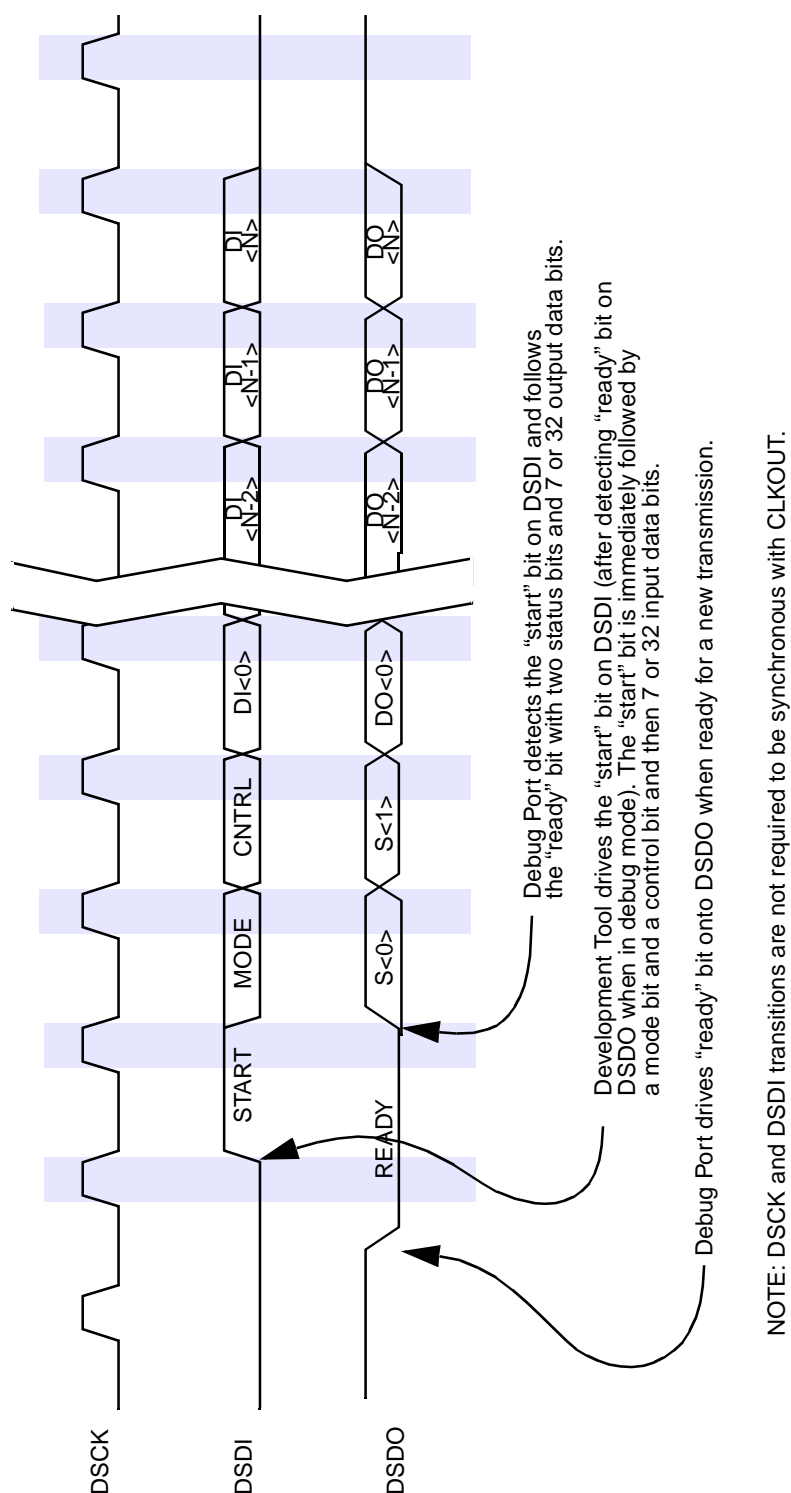 DSCK
DSDI
START
MODE
CNTRL
DI<0>
DI
<N-2>
DI
<N-1>
DI
<N>
DSDO
READY
S<0>
S<1>
DO<0>
DO
<N-2>
DO
<N-1>
DO
<N>
Debug Port detects the “start” bit on DSDI and follows
the “ready” bit with two status bits and 7 or 32 output data bits.
Development Tool drives the “start” bit on DSDI (after detecting “ready” bit on
DSDO when in debug mode). The “start” bit is immediately followed by
a mode bit and a control bit and then 7 or 32 input data bits.
Debug Port drives “ready” bit onto DSDO when ready for a new transmission.
NOTE: DSCK and DSDI transitions are not required to be synchronous with CLKOUT.